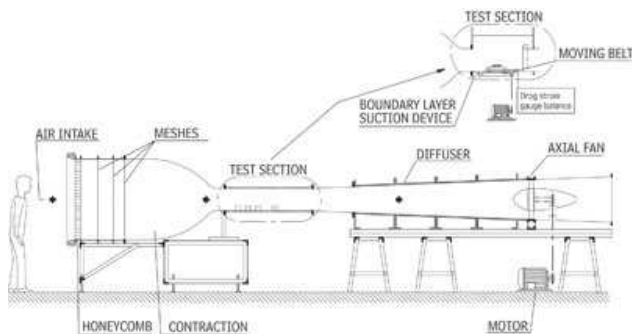 TEST SECTION
MOVING BELT
Drag strake
gauge balance
BOUNDARY LAYER
SUCTION DEVICE
AIR INTAKE
MESHES
TEST SECTION
DIFFUSER
AXIAL FAN
HONEYCOMB
CONTRACTION
MOTOR